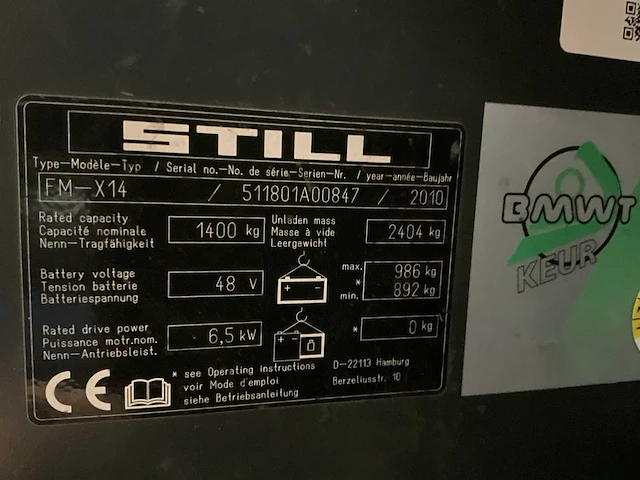 STILL
Type-Modèle-Typ / Serial no.-No. de série-Serien-Nr. / year-année-Baujahr
FM-X14 / 511801A00847 / 2010
Rated capacity
Capacité nominale
Nenn-Tragfähigkeit
1400 kg
Unladen mass
Masse à vide
Leergewicht
2404 kg
Battery voltage
Tension batterie
Batteriespannung
48 V
max. 986 kg
*
min. 892 kg
Rated drive power
Puissance motr.nom.
Nenn-Antriebsleist.
6,5 kW
* 0 kg
CE
* see Operating instructions
voir Mode d'emploi
siehe Betriebsanleitung
D-22113 Hamburg
Berzeliusstr. 10
BMWT
KEUR